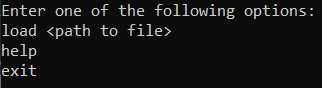 Enter one of the following options:
load <path to file>
help
exit